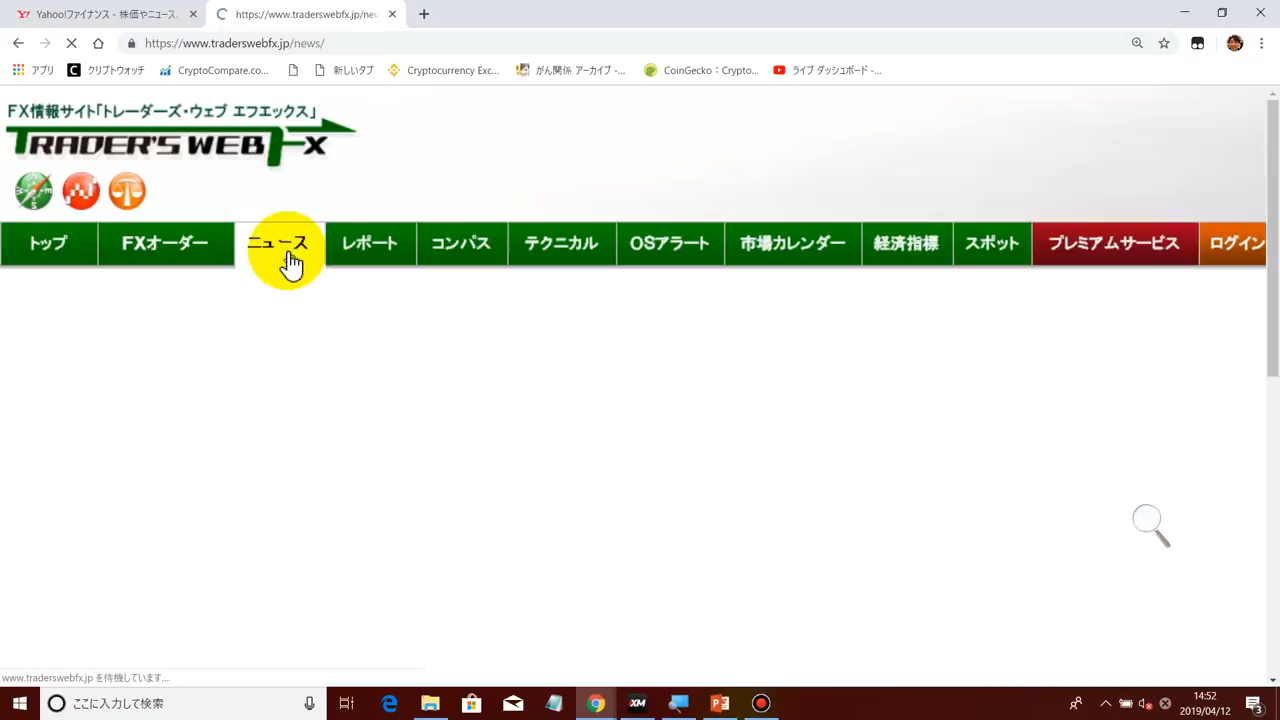 Yahoo!ファイナンス - 株価やニュース、
https://www.traderswebfx.jp/new
https://www.traderswebfx.jp/news/
アプリ
クリプトウォッチ
CryptoCompare.co...
新しいタブ
Cryptocurrency Exc...
がん関係 アーカイブ -...
CoinGecko：Crypto...
ライブ ダッシュボード -...
FX情報サイト「トレーダーズ・ウェブ エフエックス」
TRADER'S WEB FX
トップ
FXオーダー
ニュース
レポート
コンパス
テクニカル
OSアラート
市場カレンダー
経済指標
スポット
プレミアムサービス
ログイン
www.traderswebfx.jp を待機しています...
ここに入力して検索
XM
14:52
2019/04/12
3